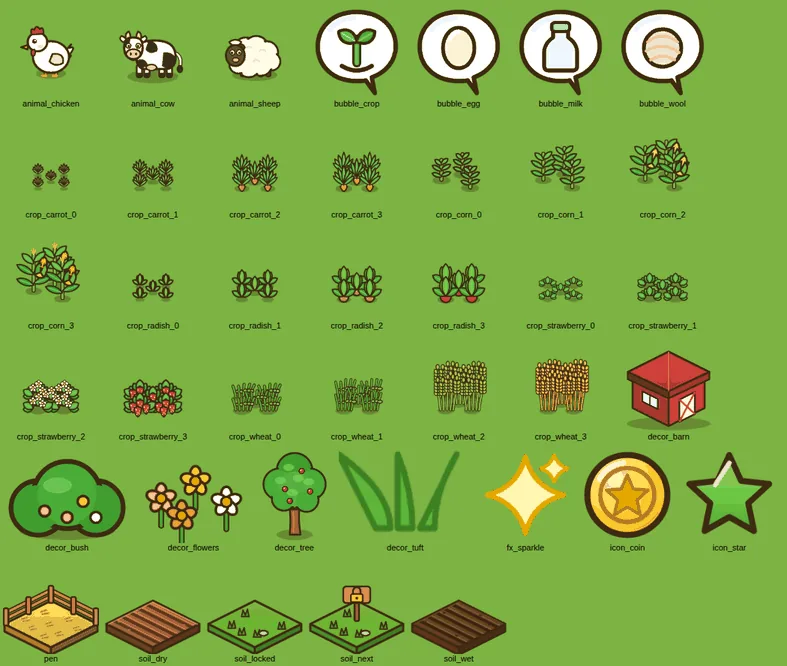 animal_chicken animal_cow animal_sheep bubble_crop bubble_egg bubble_milk bubble_wool
crop_carrot_0 crop_carrot_1 crop_carrot_2 crop_carrot_3 crop_corn_0 crop_corn_1 crop_corn_2
crop_corn_3 crop_radish_0 crop_radish_1 crop_radish_2 crop_radish_3 crop_strawberry_0 crop_strawberry_1
crop_strawberry_2 crop_strawberry_3 crop_wheat_0 crop_wheat_1 crop_wheat_2 crop_wheat_3 decor_barn
decor_bush decor_flowers decor_tree decor_tuft fx_sparkle icon_coin icon_star
pen soil_dry soil_locked soil_next soil_wet